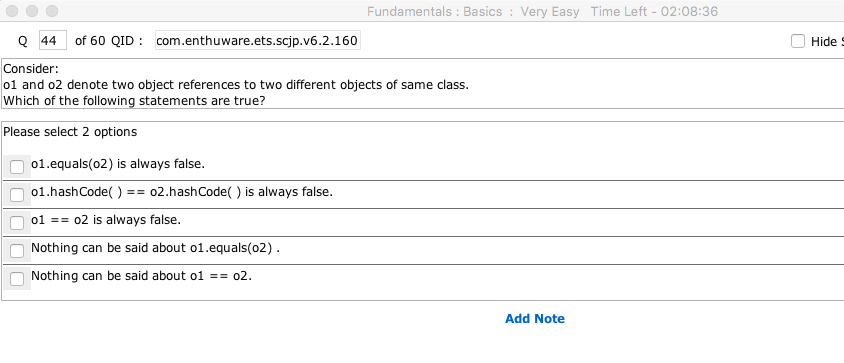 Fundamentals : Basics : Very Easy Time Left - 02:08:36
Q 44 of 60 QID : com.enthuware.ets.scjp.v6.2.160 Hide
Consider:
o1 and o2 denote two object references to two different objects of same class.
Which of the following statements are true?
Please select 2 options
o1.equals(o2) is always false.
o1.hashCode( ) == o2.hashCode( ) is always false.
o1 == o2 is always false.
Nothing can be said about o1.equals(o2) .
Nothing can be said about o1 == o2.
Add Note